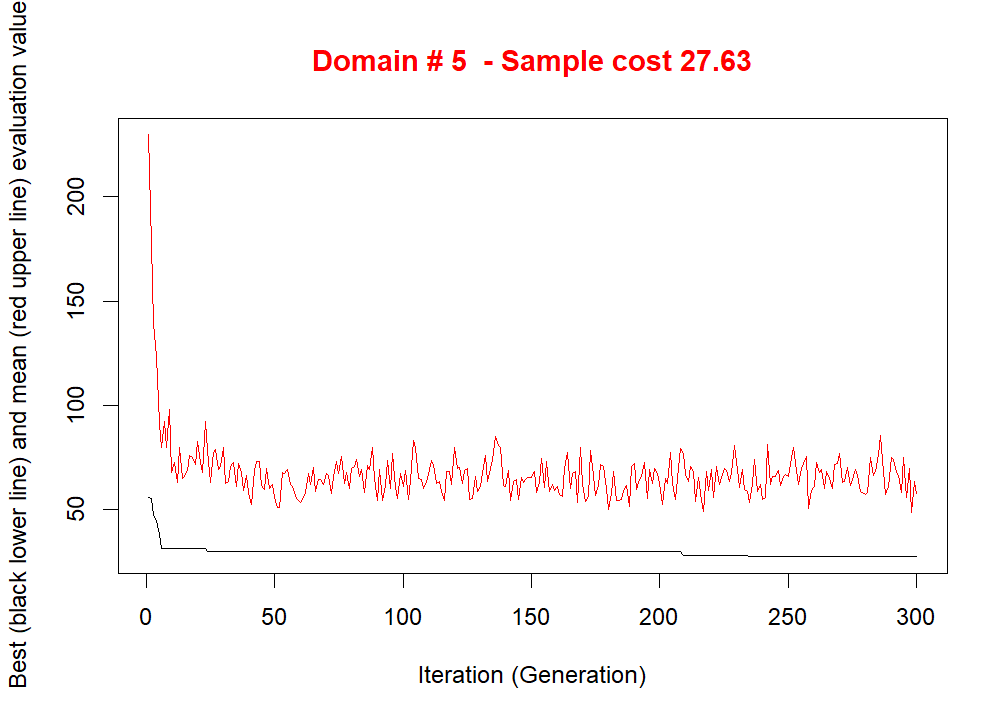 Domain # 5  - Sample cost 27.63
Best (black lower line) and mean (red upper line) evaluation value
200
150
100
50
0 50 100 150 200 250 300
Iteration (Generation)